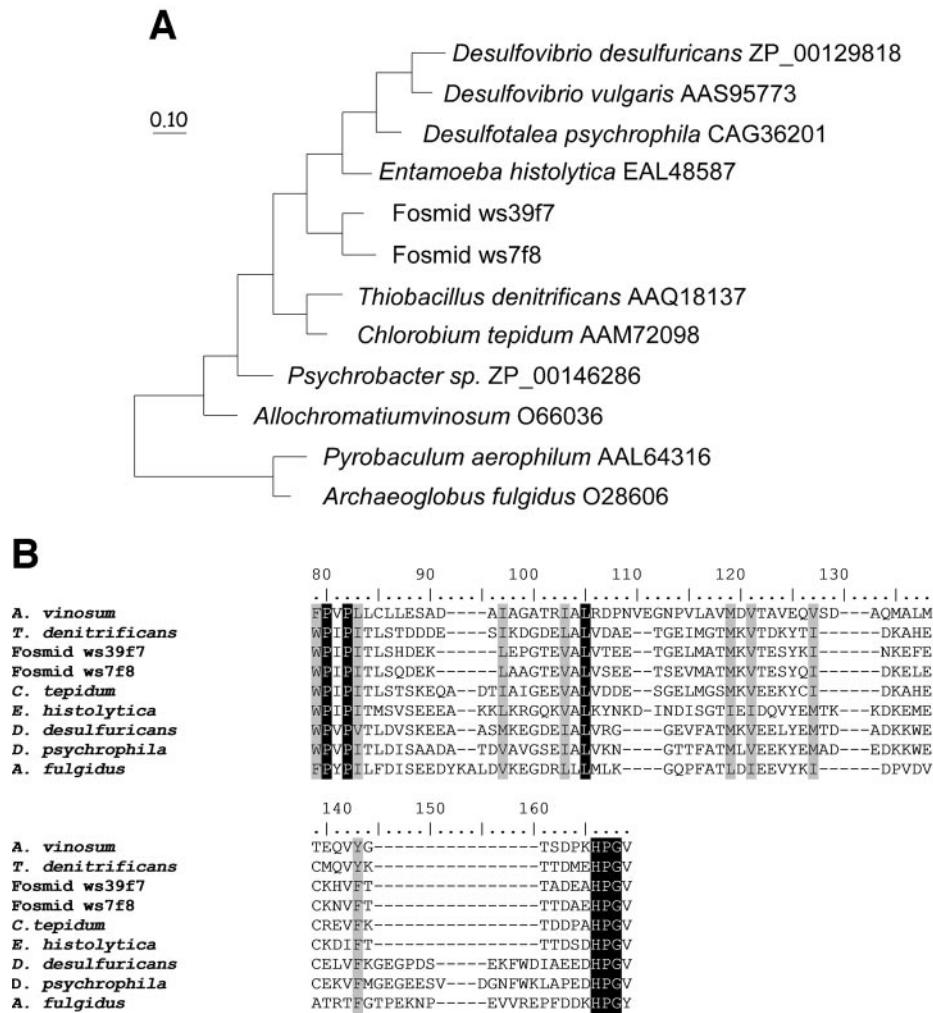 A
0.10
Desulfovibrio desulfuricans ZP_00129818
Desulfovibrio vulgaris AAS95773
Desulfotalea psychrophila CAG36201
Entamoeba histolytica EAL48587
Fosmid ws39f7
Fosmid ws7f8
Thiobacillus denitrificans AAQ18137
Chlorobium tepidum AAM72098
Psychrobacter sp. ZP_00146286
Allochromatiumvinosum O66036
Pyrobaculum aerophilum AAL64316
Archaeoglobus fulgidus O28606
B
80 90 100 110 120 130
A. vinosum FPVPLLCLLESAD----ALAGATRLALRDPNVEGNPVLAVMDVTAVEQVSD---AQMALM
T. denitrificans WPIPITLSTDDDE----SIKDGDELALVDAE--TGEIMGTMKVTDKYTI-----DKAHE
Fosmid ws39f7 WPIPITLSHDEK-----LEPGTEVALVTEE--TGELMATMKVTESYKI-----NKEFE
Fosmid ws7f8 WPIPITLSQDEK-----LAAGTEVALVSEE--TSEVMATMKVTESYQI-----DKELG
C. tepidum WPIPITLSTSKEQA--DTIAIGEEVALVDDE--SGELMGSMKVEEKYCI-----DKAHE
E. histolytica WPIPITMSVSEEEA--KKLKRGQKVALKYNKD-INDISGTIEIDQVYEMTK---KDKEME
D. desulfuricans WPVPVTLDVSKEEA--ASMKEGDEIALVRG---GEVFATMKVTELYEMTD---ADEDKKWE
D. psychrophila WPVPITLDISAADA--TDVAVGSEIALVKN---GTTFATMLVEEKYEMAD---EEDKKWE
A. fulgidus FPYPILFDISEEDYKALDVKEGDRLLLMLK---GQPFATLDIEEVYKI-----DPVDV
140 150 160
A. vinosum TEQVYG----------------TSDPKHPGV
T. denitrificans CMQVYK----------------TTDMEHPGV
Fosmid ws39f7 CKHVFT----------------TADEAHPGV
Fosmid ws7f8 CKNVFT----------------TTDAEHPGV
C.tepidum CREVFK----------------TDDPAHPGV
E. histolytica CKDIFT----------------TTDSDHPGV
D. desulfuricans CELVFKGEGPDS-----EKFWDIAEEDHPGV
D. psychrophila CEKVFMGEGEESV----DGNFWKLAPEDHPGV
A. fulgidus ATRTFGTPEKNP-----EVVREPFDDKHPGY